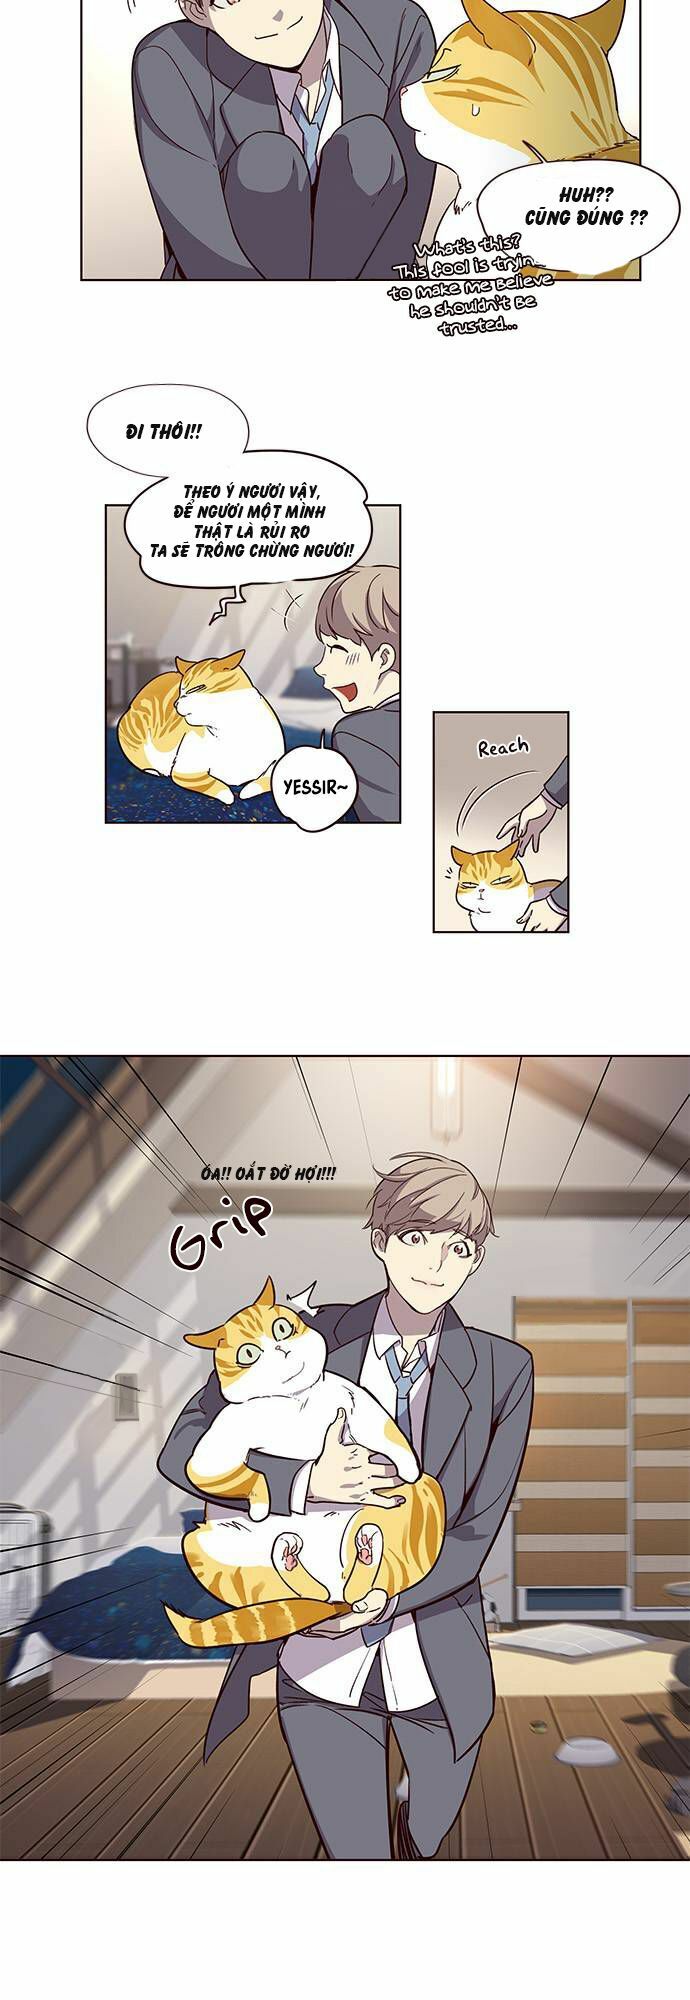 HUH??
CŨNG ĐÚNG ??
What's this?
This fool is tryin
to make me believe
he shouldn't be
trusted...
ĐI THÔI!!
THEO Ý NGƯƠI VẬY,
ĐỂ NGƯƠI MỘT MÌNH
THẬT LÀ RỦI RO
TA SẼ TRÔNG CHỪNG NGƯƠI!
YESSIR~
Reach
ÓA!! OẮT ĐỜ HỢI!!!
Grip